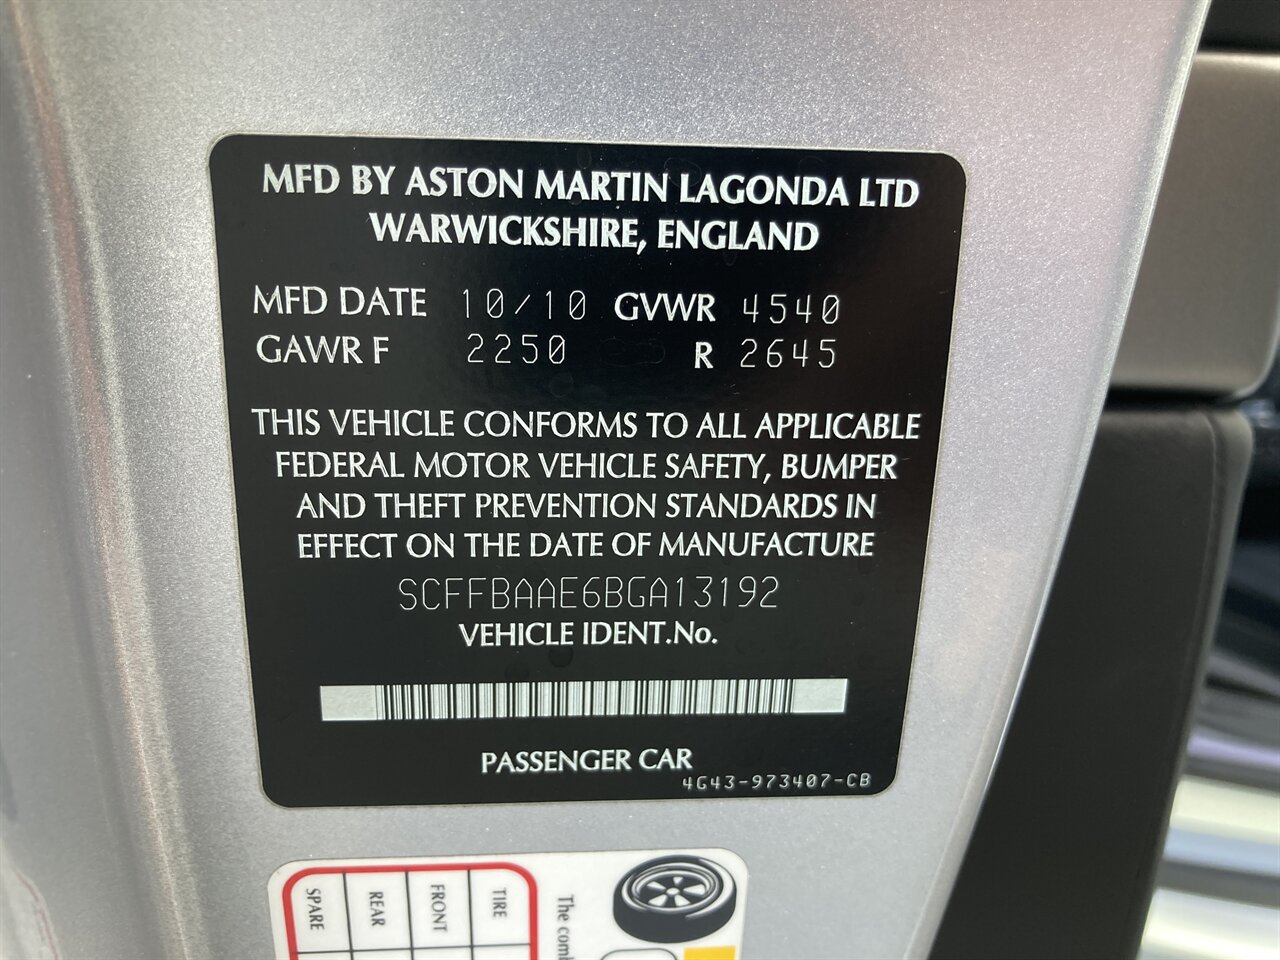 MFD BY ASTON MARTIN LAGONDA LTD
WARWICKSHIRE, ENGLAND
MFD DATE 10/10 GVWR 4540
GAWR F 2250 R 2645
THIS VEHICLE CONFORMS TO ALL APPLICABLE
FEDERAL MOTOR VEHICLE SAFETY, BUMPER
AND THEFT PREVENTION STANDARDS IN
EFFECT ON THE DATE OF MANUFACTURE
SCFFBAAE6BGA13192
VEHICLE IDENT.No.
PASSENGER CAR
4G43-973407-CB
The
TIRE
FRONT
REAR
SPARE